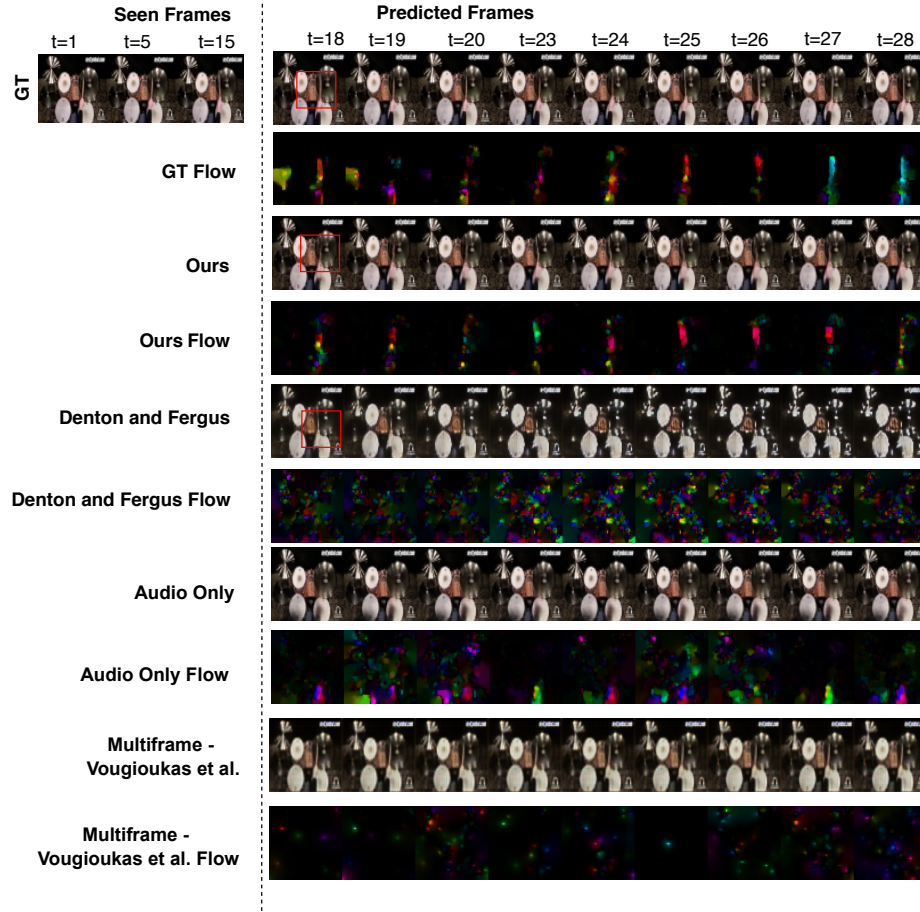 Seen Frames
Predicted Frames
t=1 t=5 t=15
t=18 t=19 t=20 t=23 t=24 t=25 t=26 t=27 t=28
GT
GT Flow
Ours
Ours Flow
Denton and Fergus
Denton and Fergus Flow
Audio Only
Audio Only Flow
Multiframe -
Vougioukas et al.
Multiframe -
Vougioukas et al. Flow